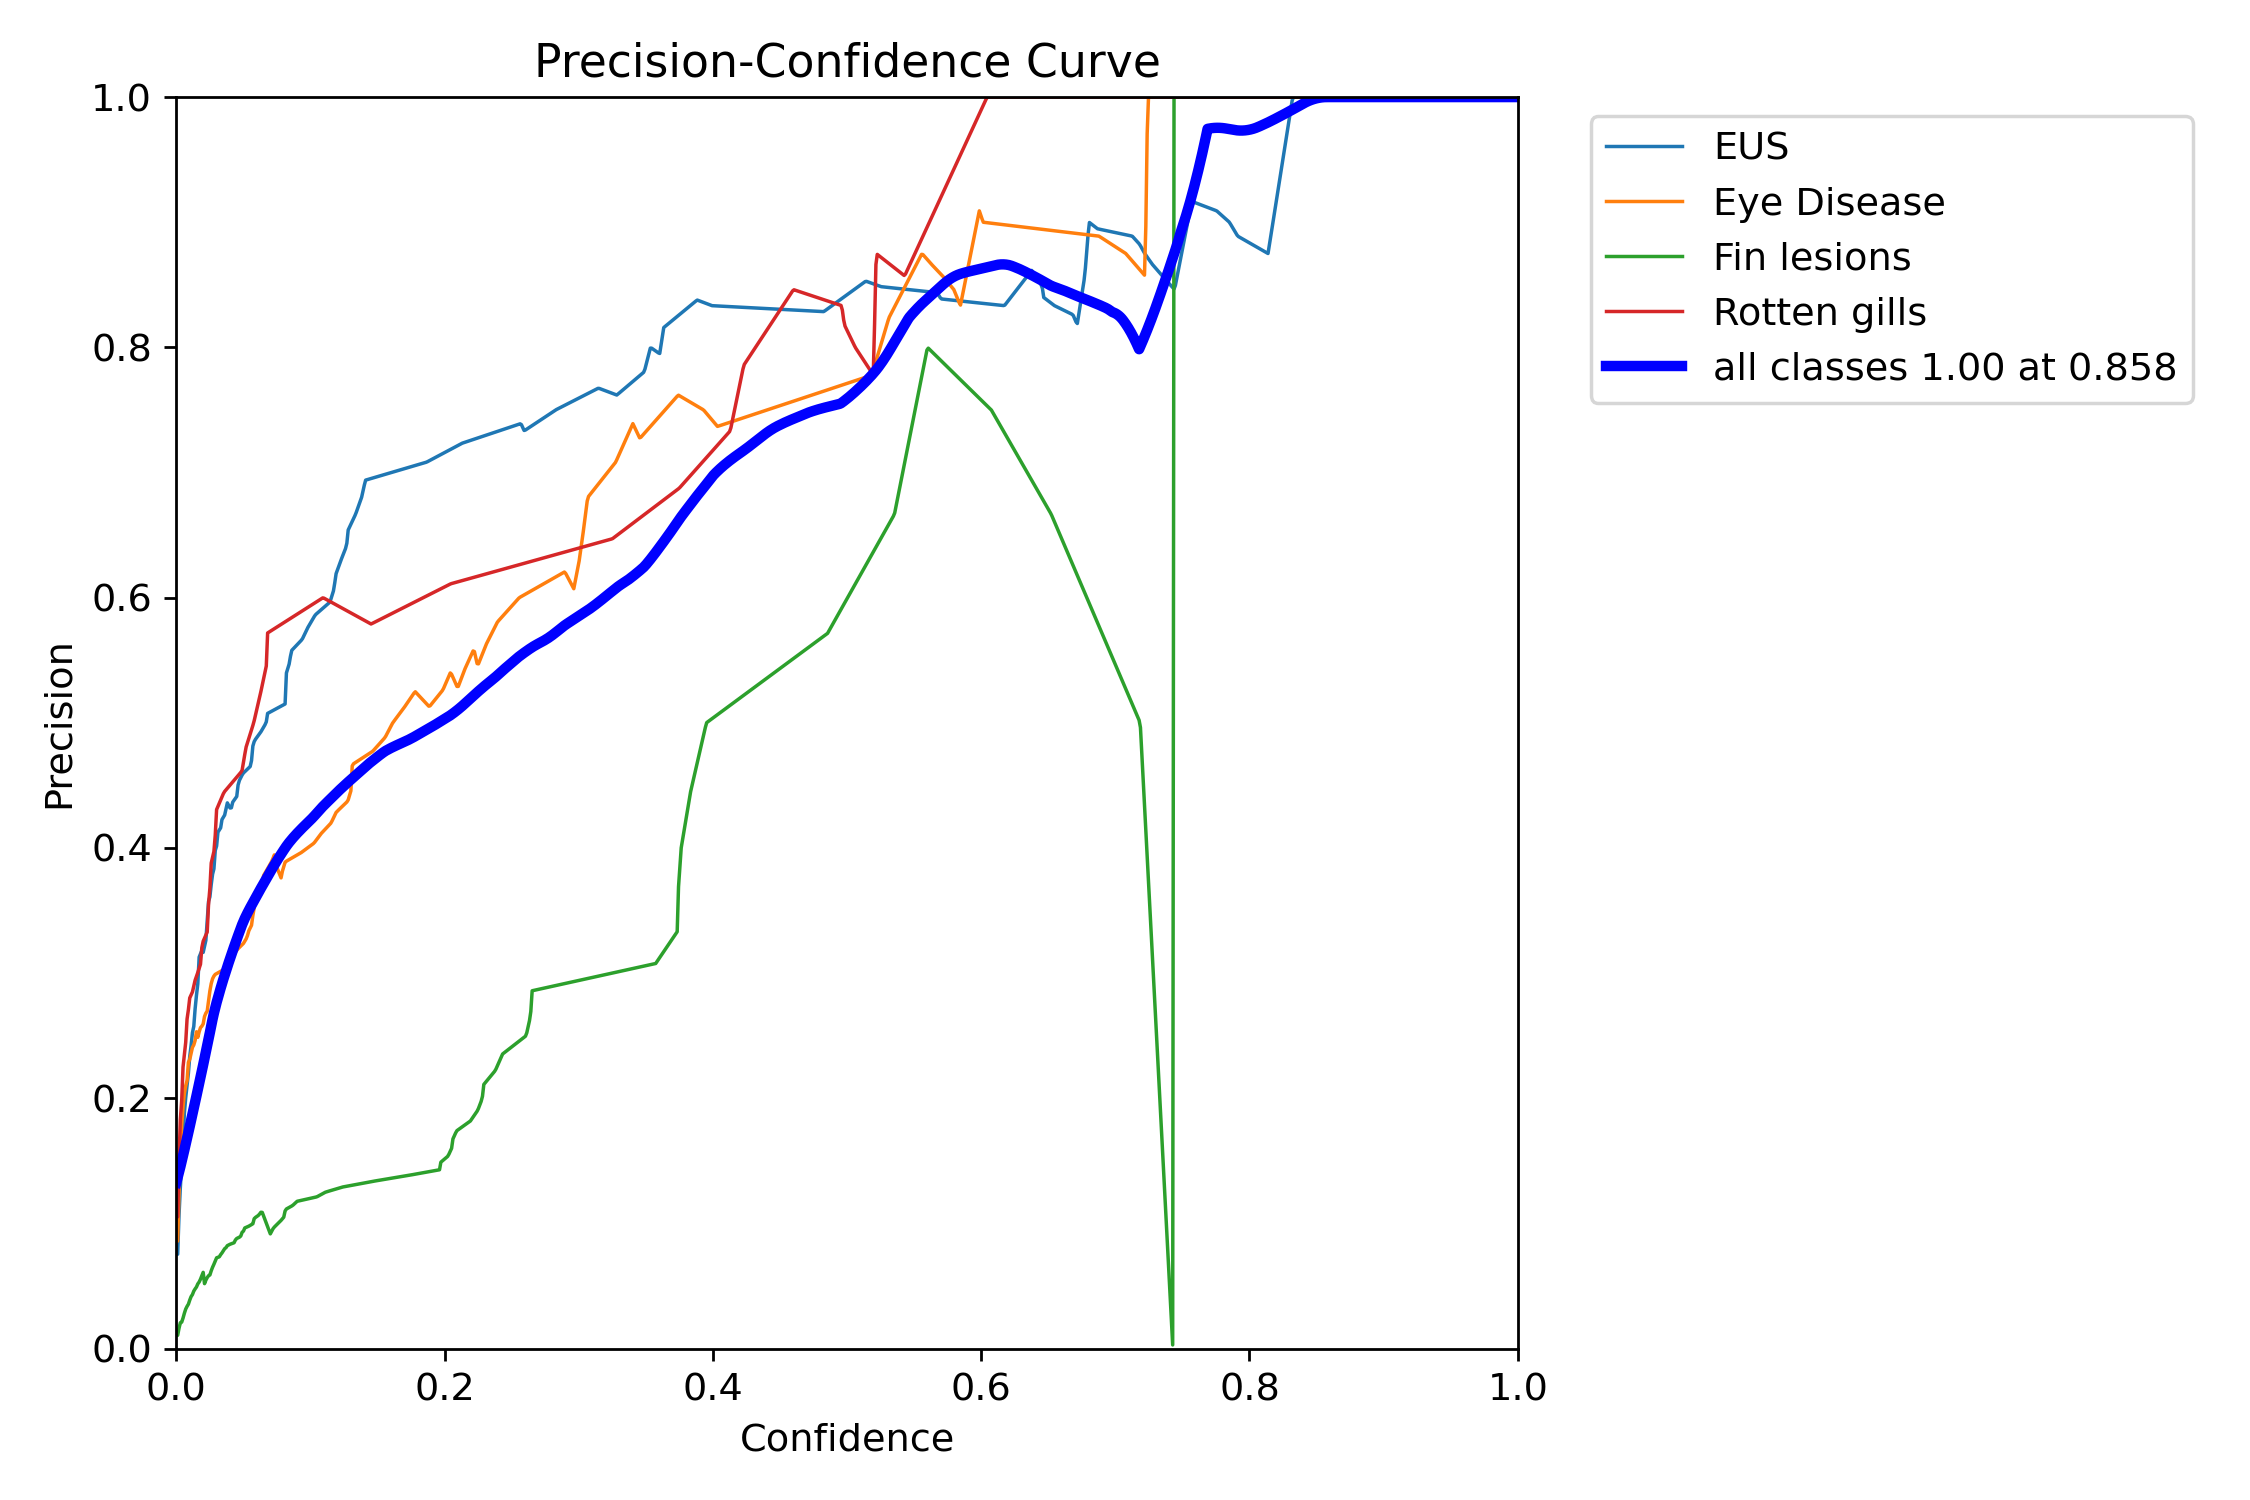 Precision-Confidence Curve
1.0
0.8
0.6
0.4
0.2
0.0
Precision
0.0 0.2 0.4 0.6 0.8 1.0
Confidence
EUS
Eye Disease
Fin lesions
Rotten gills
all classes 1.00 at 0.858